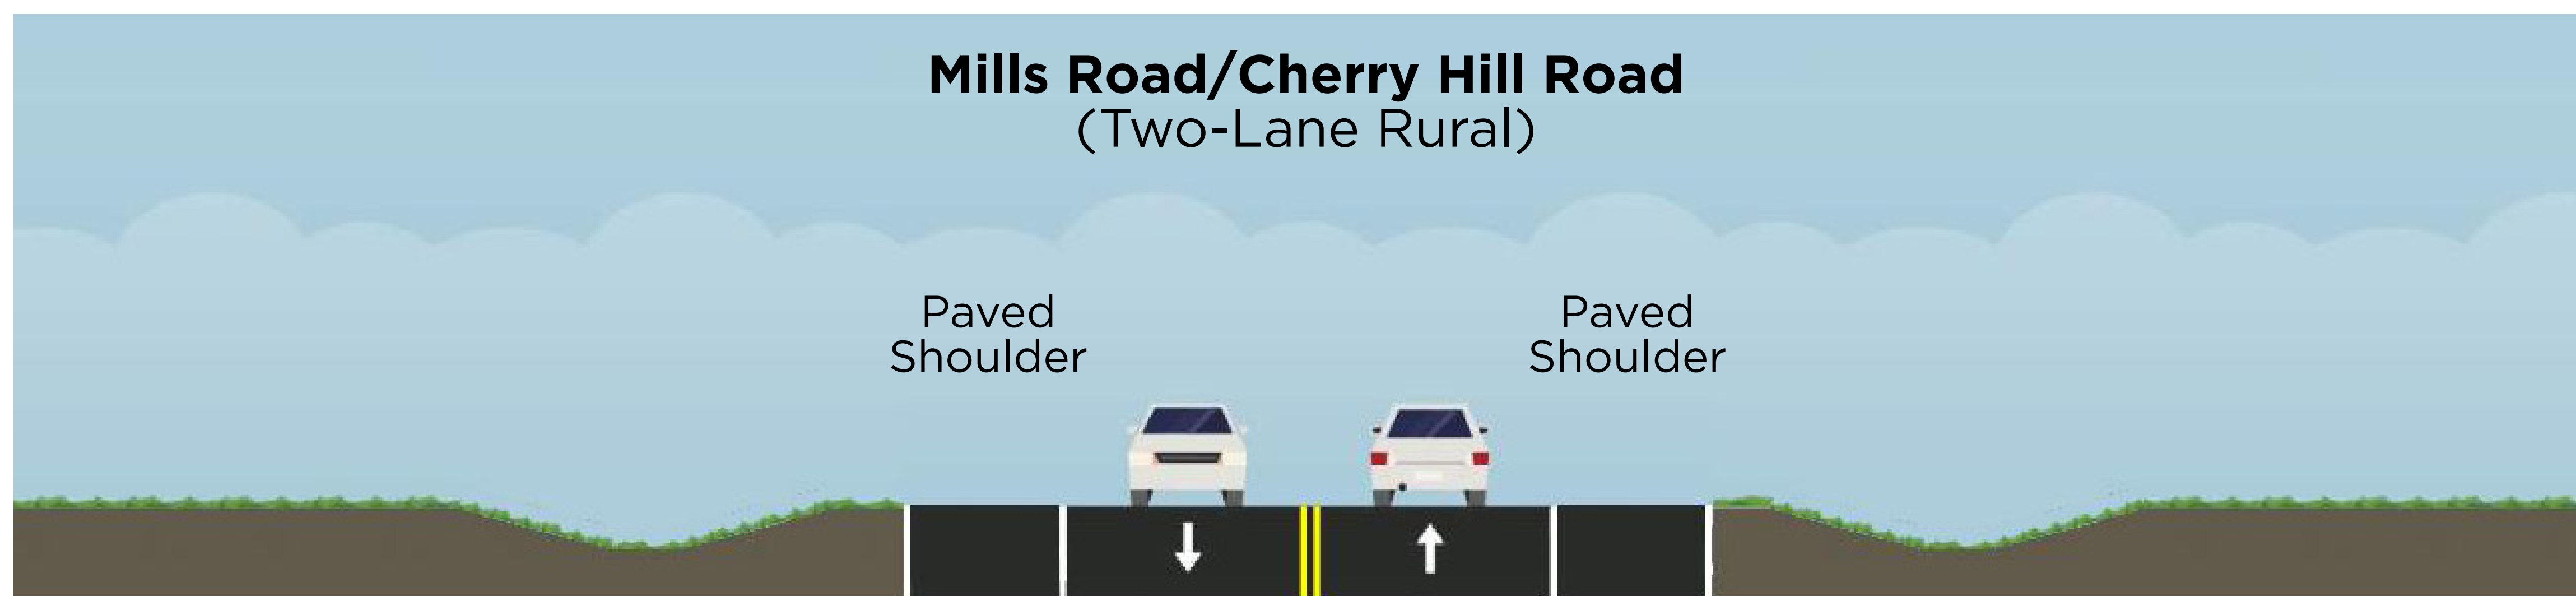 Mills Road/Cherry Hill Road
(Two-Lane Rural)
Paved
Shoulder
Paved
Shoulder